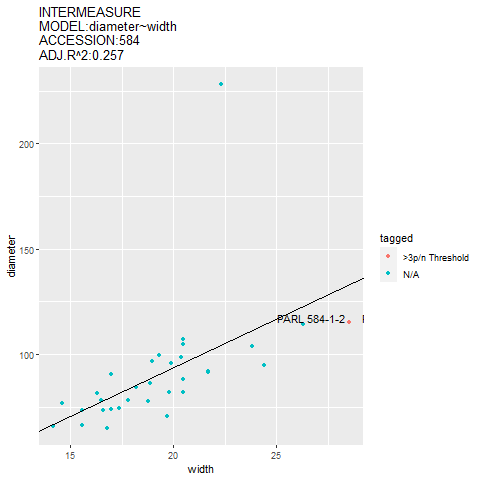 INTERMEASURE
MODEL:diameter~width
ACCESSION:584
ADJ.R^2:0.257
200
150
100
diameter
PARL 584-1-2
15
20
25
width
tagged
>3p/n Threshold
N/A